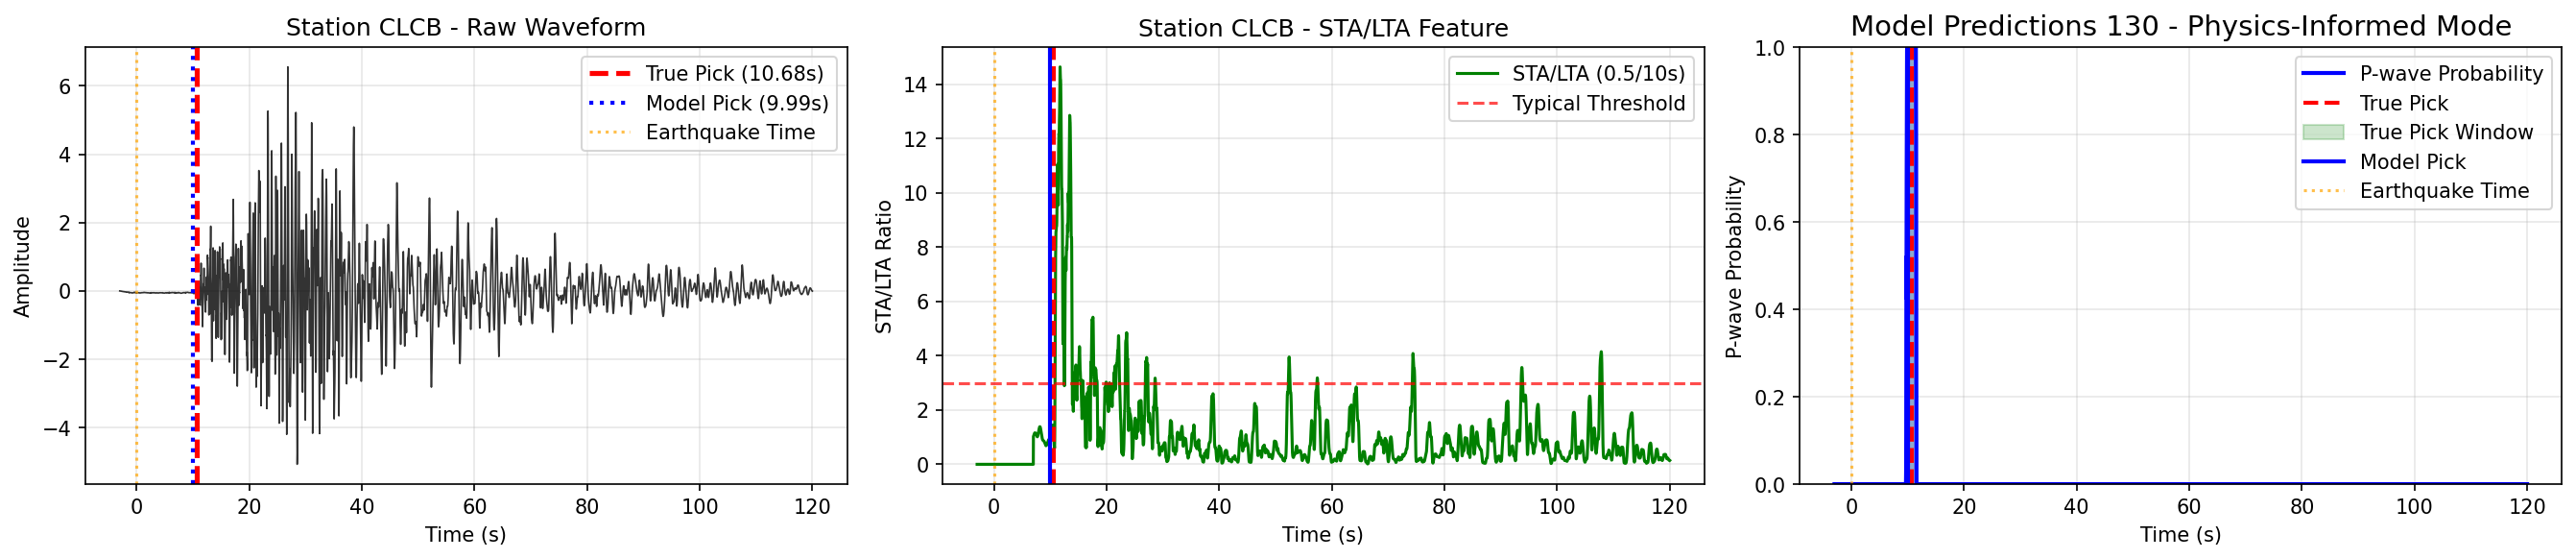 Station CLCB - Raw Waveform
Amplitude
6
4
2
0
−2
−4
0
20
40
60
80
100
120
Time (s)
True Pick (10.68s)
Model Pick (9.99s)
Earthquake Time
Station CLCB - STA/LTA Feature
STA/LTA Ratio
14
12
10
8
6
4
2
0
0
20
40
60
80
100
120
Time (s)
STA/LTA (0.5/10s)
Typical Threshold
Model Predictions 130 - Physics-Informed Mode
P-wave Probability
1.0
0.8
0.6
0.4
0.2
0.0
0
20
40
60
80
100
120
Time (s)
P-wave Probability
True Pick
True Pick Window
Model Pick
Earthquake Time